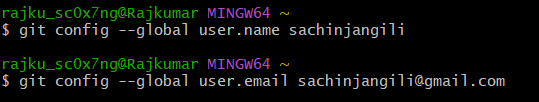 rajku_sc0x7ng@Rajkumar MINGW64 ~
$ git config --global user.name sachinjangili
rajku_sc0x7ng@Rajkumar MINGW64 ~
$ git config --global user.email sachinjangili@gmail.com